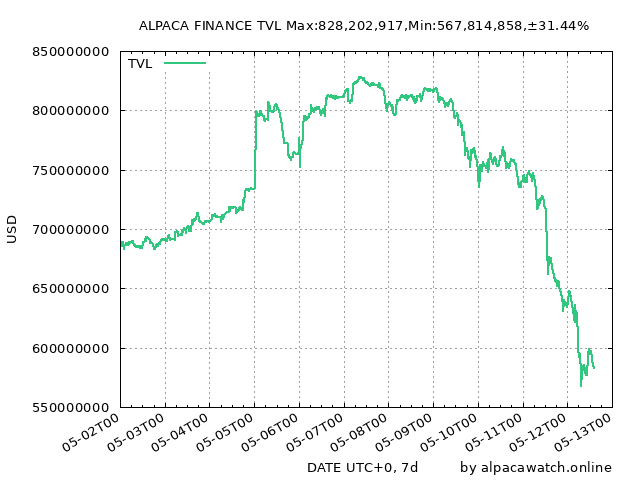 ALPACA FINANCE TVL Max:828,202,917,Min:567,814,858,±31.44%
850000000
TVL
800000000
750000000
700000000
USD
650000000
600000000
550000000
05-02T00
05-03T00
05-04T00
05-05T00
05-06T00
05-07T00
05-08T00
05-09T00
05-10T00
05-11T00
05-12T00
05-13T00
DATE UTC+0, 7d
by alpacawatch.online